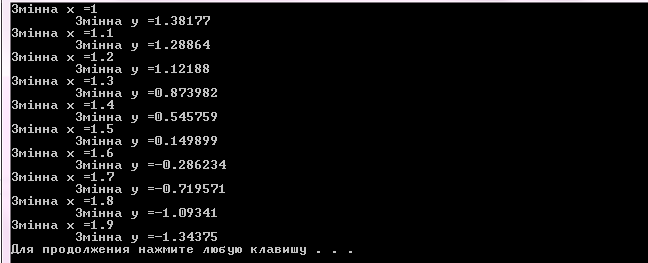 Змінна x =1
Змінна y =1.38177
Змінна x =1.1
Змінна y =1.28864
Змінна x =1.2
Змінна y =1.12188
Змінна x =1.3
Змінна y =0.873982
Змінна x =1.4
Змінна y =0.545759
Змінна x =1.5
Змінна y =0.149899
Змінна x =1.6
Змінна y =-0.286234
Змінна x =1.7
Змінна y =-0.719571
Змінна x =1.8
Змінна y =-1.09341
Змінна x =1.9
Змінна y =-1.34375
Для продолжения нажмите любую клавишу . . .